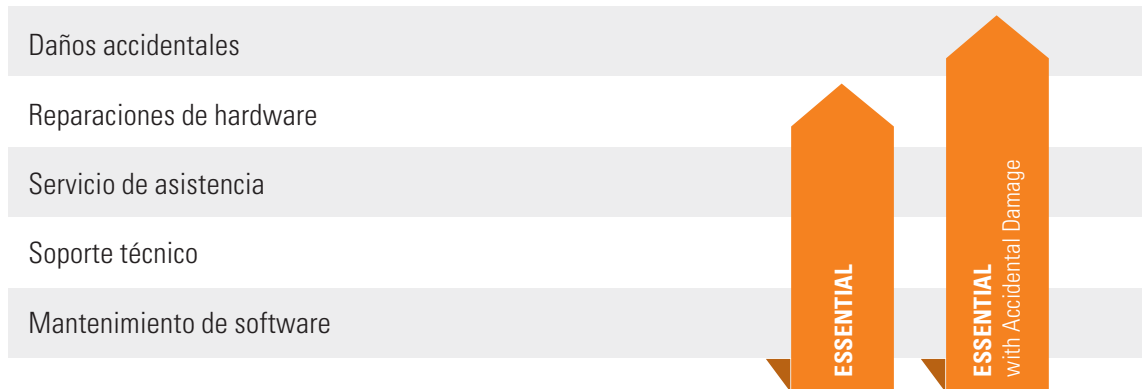 Daños accidentales
Reparaciones de hardware
Servicio de asistencia
Soporte técnico
Mantenimiento de software
ESSENTIAL
ESSENTIAL
with Accidental Damage